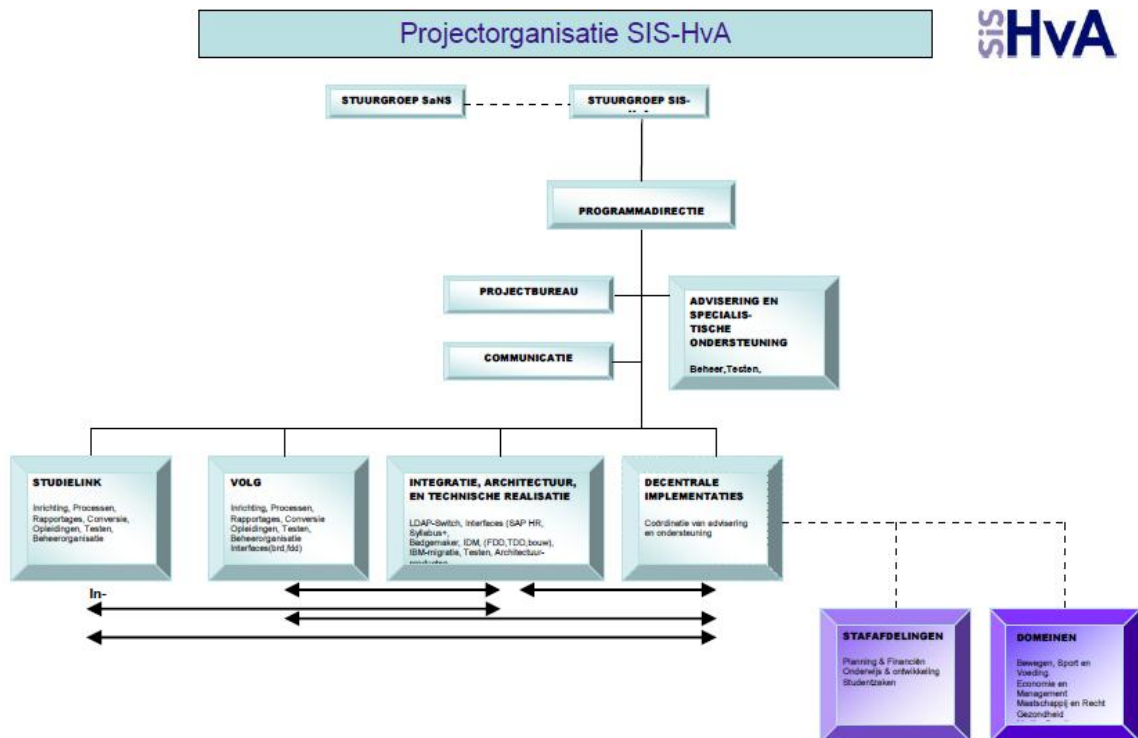 Projectorganisatie SIS-HvA
sis HvA
STUURGROEP SaNS
STUURGROEP SIS-
PROGRAMMADIRECTIE
PROJECTBUREAU
ADVISERING EN
SPECIALIS-
TISCHE
ONDERSTEUNING
Beheer,Testen,
COMMUNICATIE
STUDIELINK
Inrichting, Processen,
Rapportages, Conversie,
Opleidingen, Testen,
Beheerorganisatie
VOLG
Inrichting, Processen,
Rapportages, Conversie
Opleidingen, Testen,
Beheerorganisatie
Interfaces(brd,fdd)
INTEGRATIE, ARCHITECTUUR,
EN TECHNISCHE REALISATIE
LDAP-Switch, Interfaces (SAP HR,
Syllabus+,
Badgemaker, IDM, (FDD,TDD,bouw),
IBM-migratie, Testen, Architectuur-
DECENTRALE
IMPLEMENTATIES
Coördinatie van advisering
en ondersteuning
In-
STAFAFDELINGEN
Planning & Financiën
Onderwijs & ontwikkeling
Studentzaken
DOMEINEN
Bewegen, Sport en
Voeding.
Economie en
Management
Maatschappij en Recht
Gezondheid